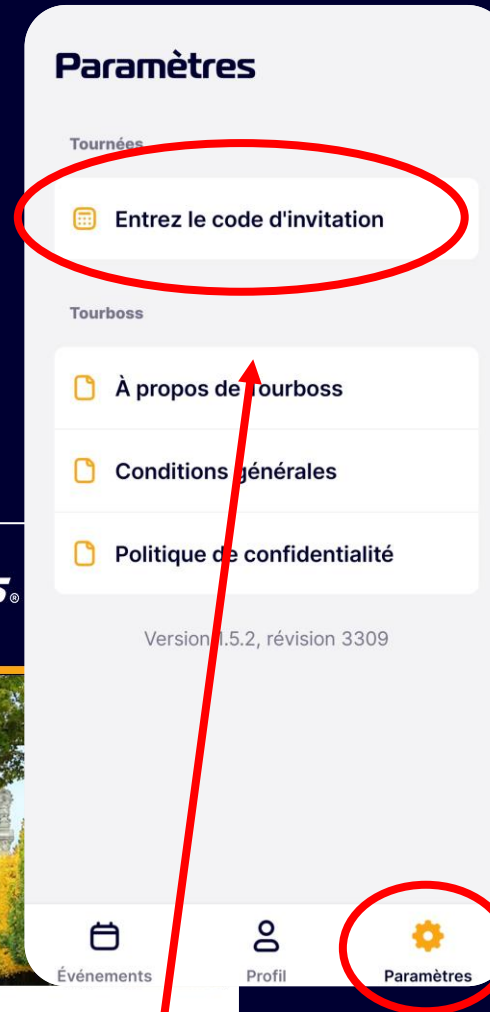 Paramètres
Tournées
Entrez le code d'invitation
Tourboss
À propos de Tourboss
Conditions générales
Politique de confidentialité
Version 1.5.2, révision 3309
Événements
Profil
Paramètres